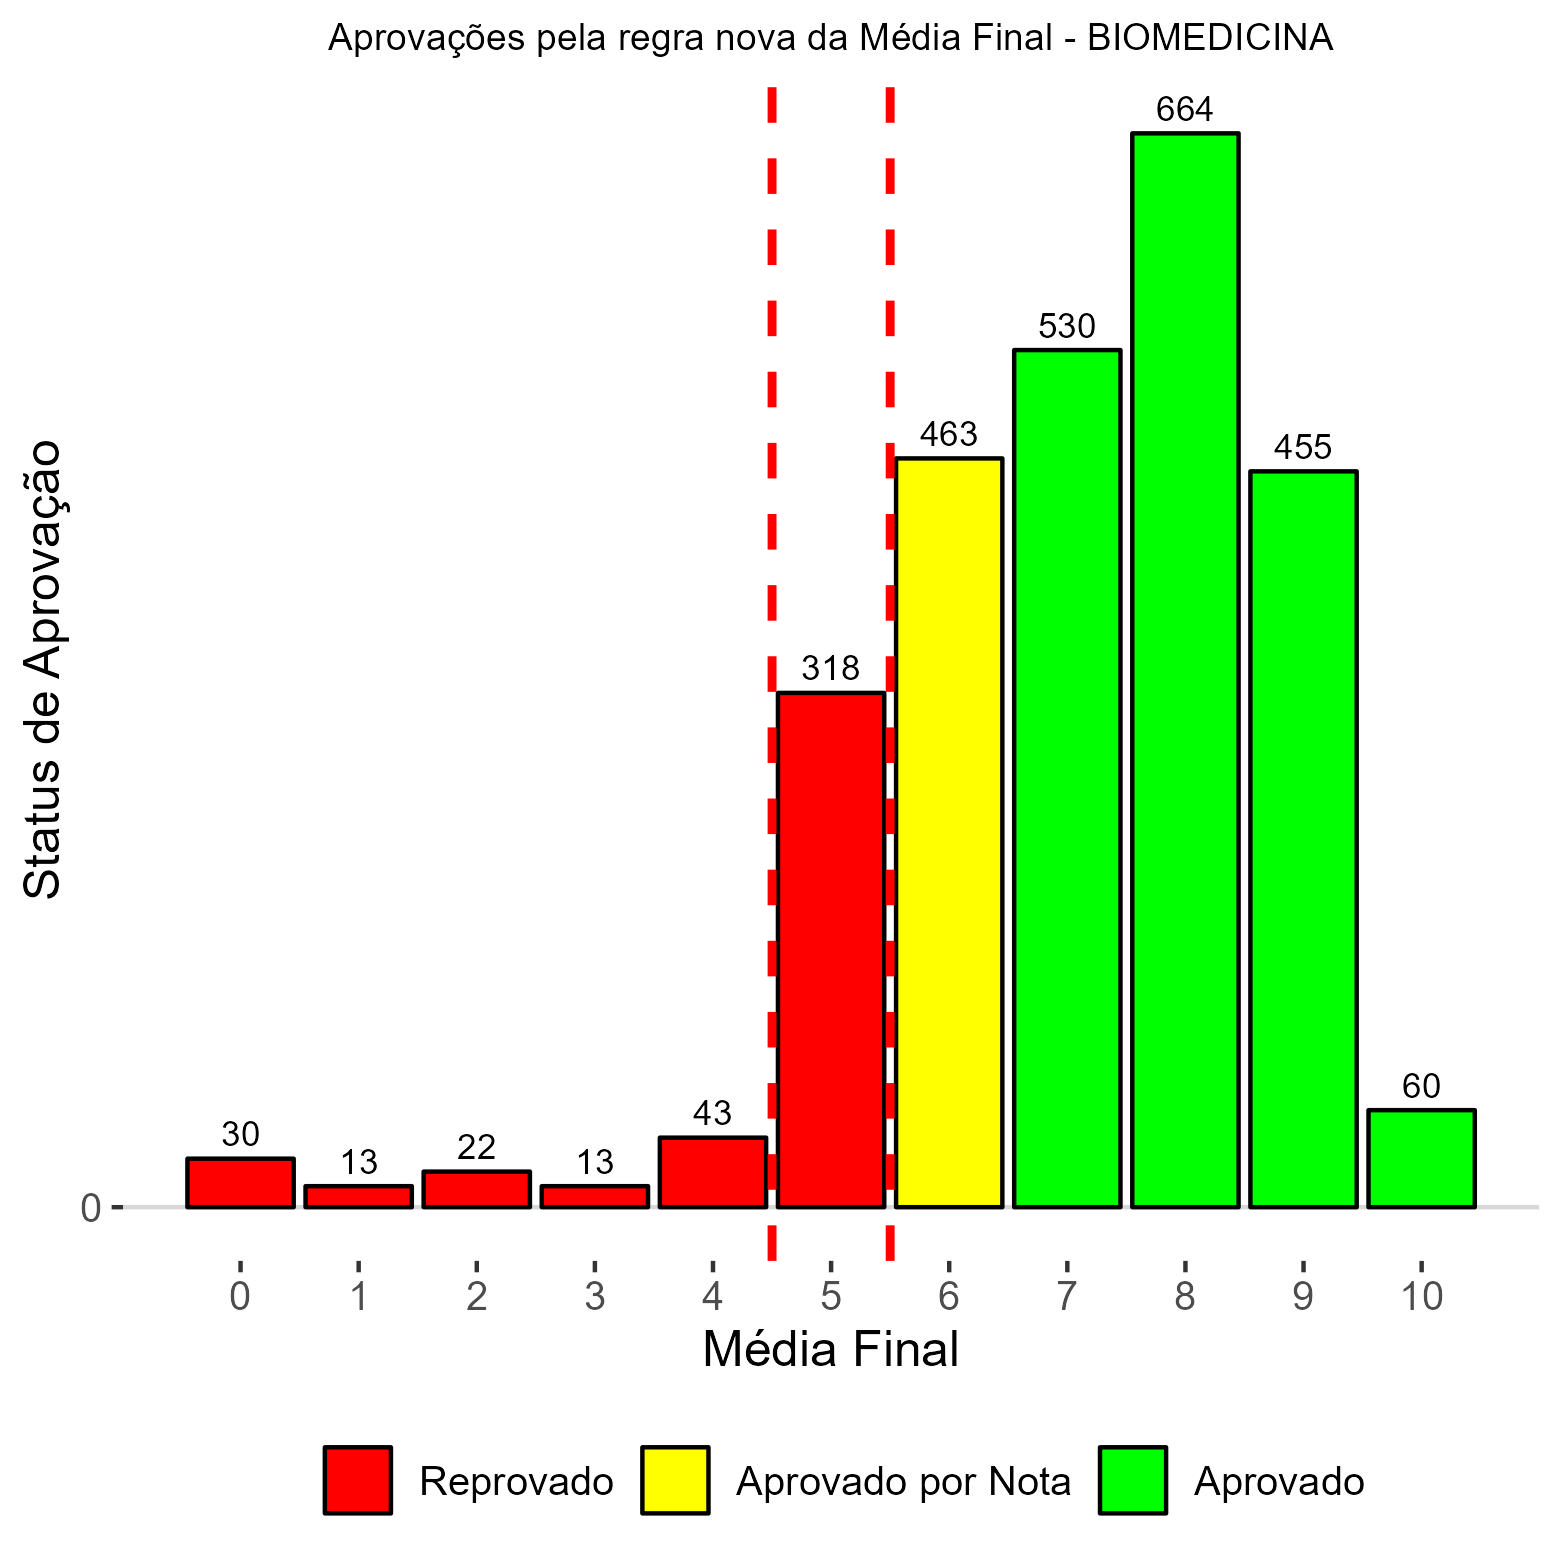 Aprovações pela regra nova da Média Final - BIOMEDICINA
664
530
463
455
318
60
43
30
22
13
13
Status de Aprovação
0
0 1 2 3 4 5 6 7 8 9 10
Média Final
Reprovado Aprovado por Nota Aprovado